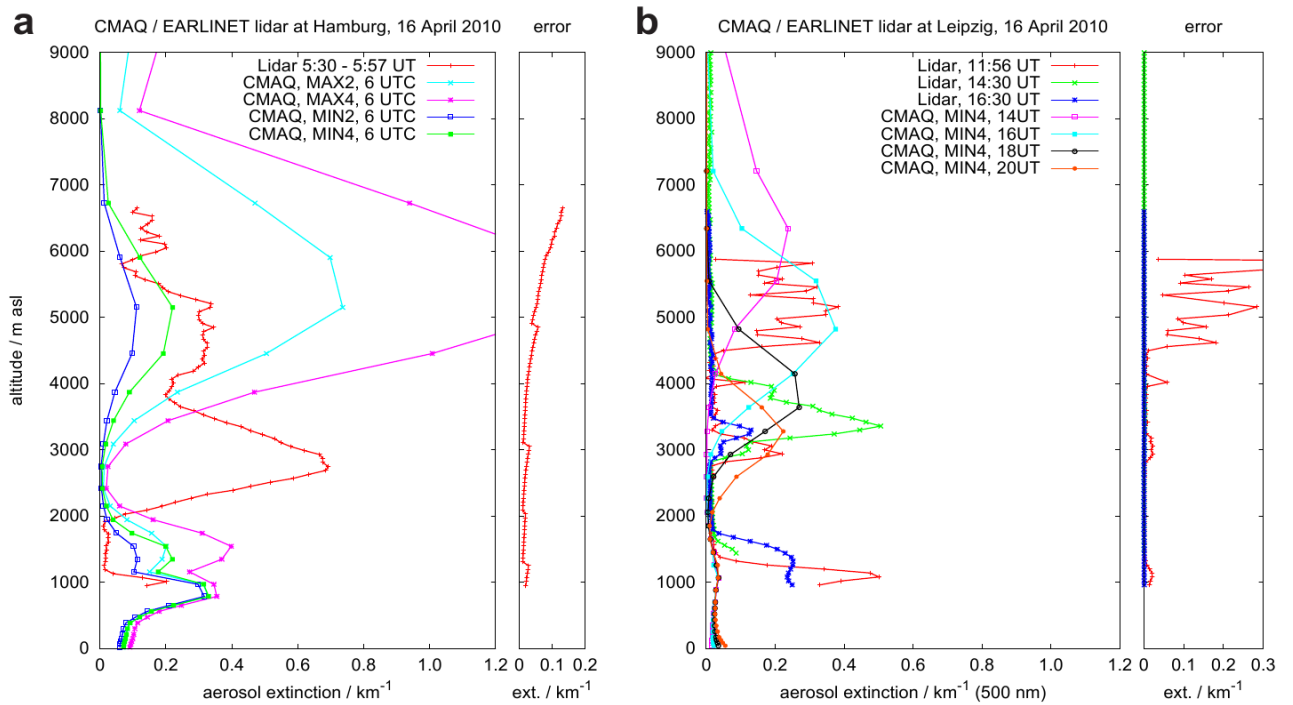 a
CMAQ / EARLINET lidar at Hamburg, 16 April 2010
error
Lidar 5:30 - 5:57 UT
CMAQ, MAX2, 6 UTC
CMAQ, MAX4, 6 UTC
CMAQ, MIN2, 6 UTC
CMAQ, MIN4, 6 UTC
altitude / m asl
9000
8000
7000
6000
5000
4000
3000
2000
1000
0
0 0.2 0.4 0.6 0.8 1.0 1.2
aerosol extinction / km-1
0 0.1 0.2
ext. / km-1
b
CMAQ / EARLINET lidar at Leipzig, 16 April 2010
error
Lidar, 11:56 UT
Lidar, 14:30 UT
Lidar, 16:30 UT
CMAQ, MIN4, 14UT
CMAQ, MIN4, 16UT
CMAQ, MIN4, 18UT
CMAQ, MIN4, 20UT
9000
8000
7000
6000
5000
4000
3000
2000
1000
0
0 0.2 0.4 0.6 0.8 1.0 1.2
aerosol extinction / km-1 (500 nm)
0 0.1 0.2 0.3
ext. / km-1